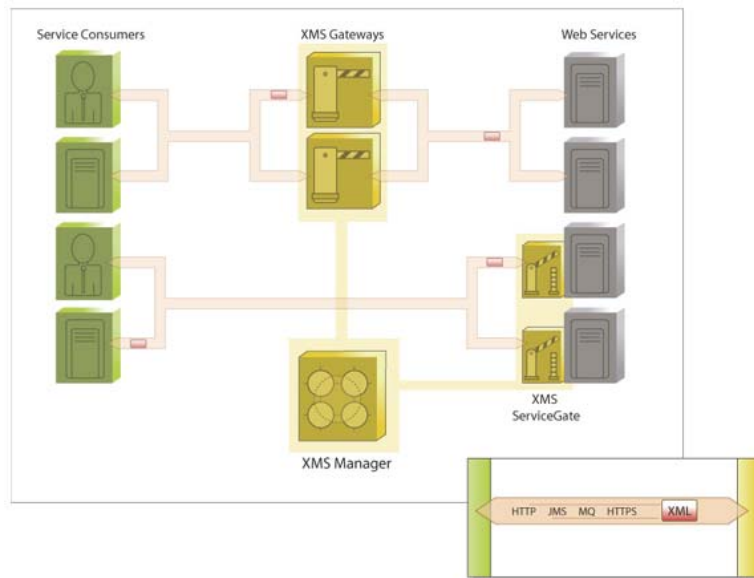 Service Consumers
XMS Gateways
Web Services
XMS
ServiceGate
XMS Manager
HTTP JMS MQ HTTPS XML